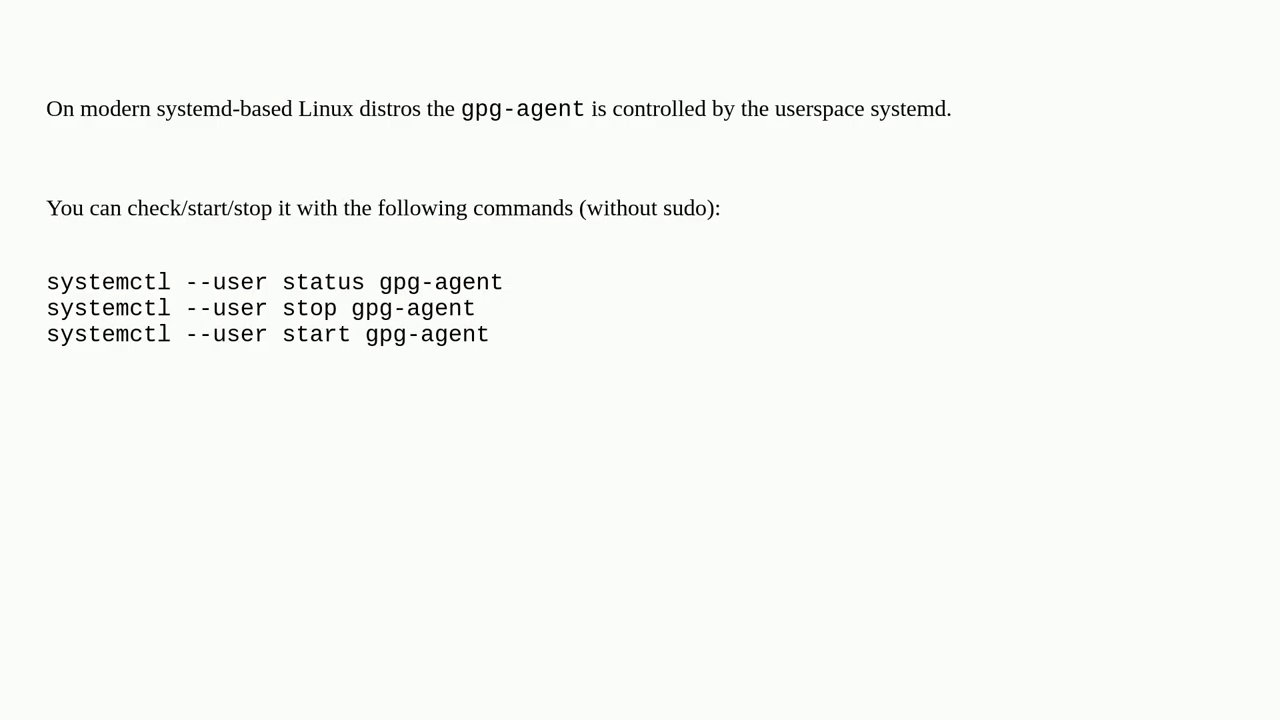 On modern systemd-based Linux distros the gpg-agent is controlled by the userspace systemd.
You can check/start/stop it with the following commands (without sudo):
systemctl --user status gpg-agent
systemctl --user stop gpg-agent
systemctl --user start gpg-agent